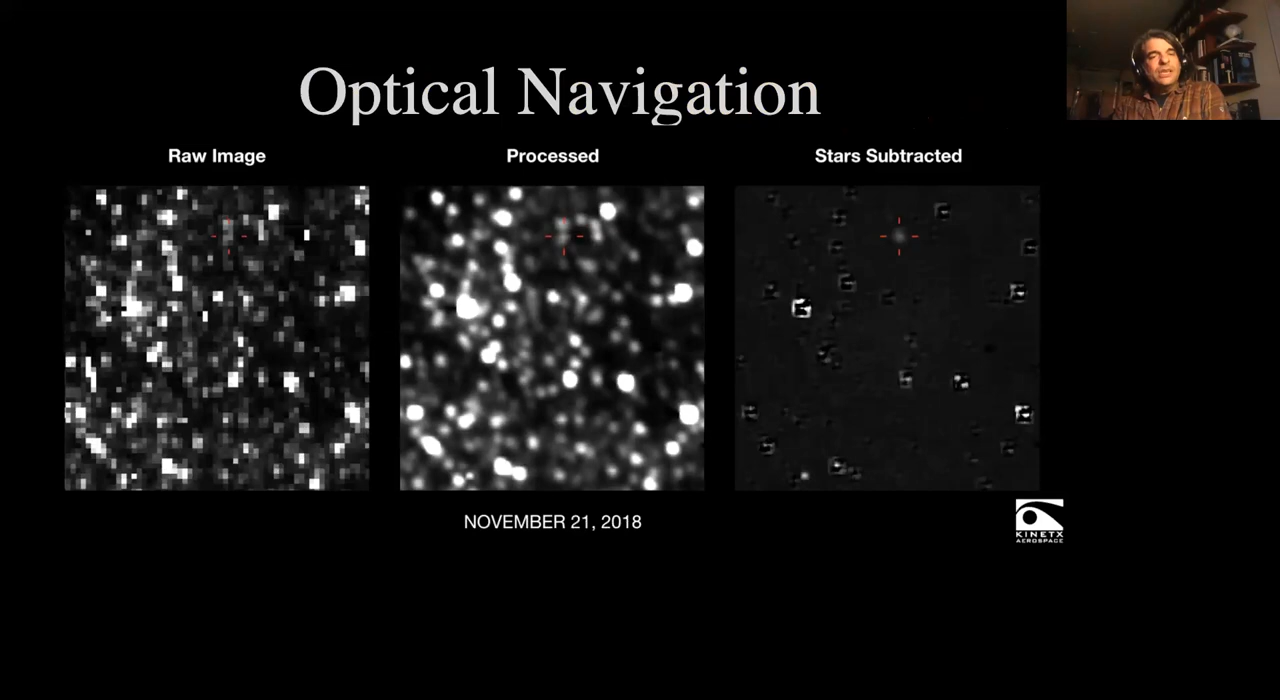 Optical Navigation
Raw Image
Processed
Stars Subtracted
NOVEMBER 21, 2018
KINETX
AEROSPACE